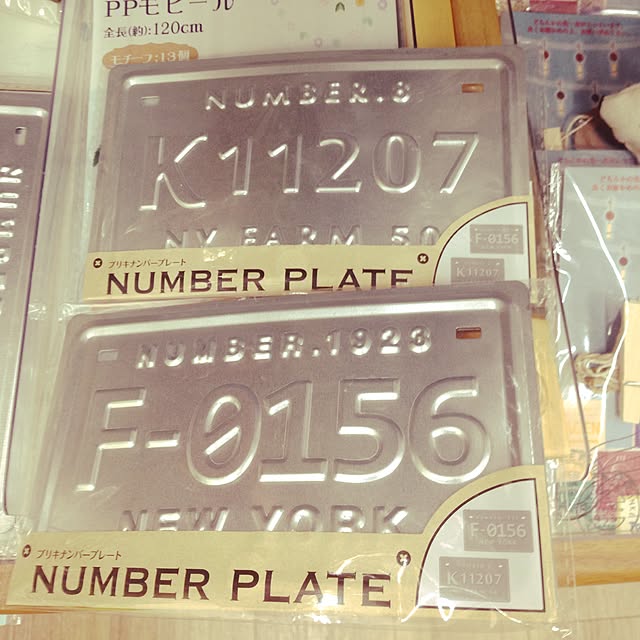 PPモビール
全長(約):120cm
モチーフ:13個
NUMBER.8
K11207
NY FARM 50
F-0156
K11207
ブリキナンバープレート
NUMBER PLATE
NUMBER.1928
F-0156
NEW YORK
F-0156
K11207
ブリキナンバープレート
NUMBER PLATE